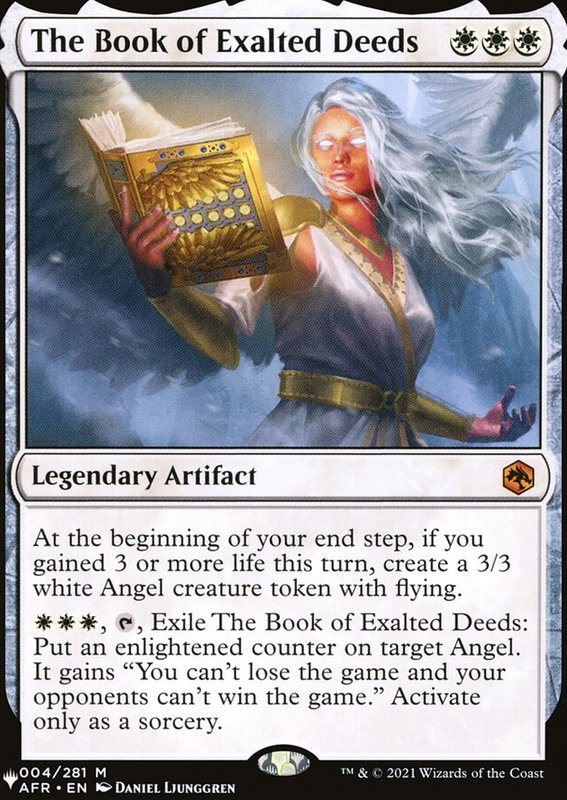 The Book of Exalted Deeds
Legendary Artifact
At the beginning of your end step, if you
gained 3 or more life this turn, create a 3/3
white Angel creature token with flying.
, , Exile The Book of Exalted Deeds:
Put an enlightened counter on target Angel.
It gains “You can’t lose the game and your
opponents can’t win the game.” Activate
only as a sorcery.
004/281 M
AFR • EN Daniel Ljunggren
™ & © 2021 Wizards of the Coast